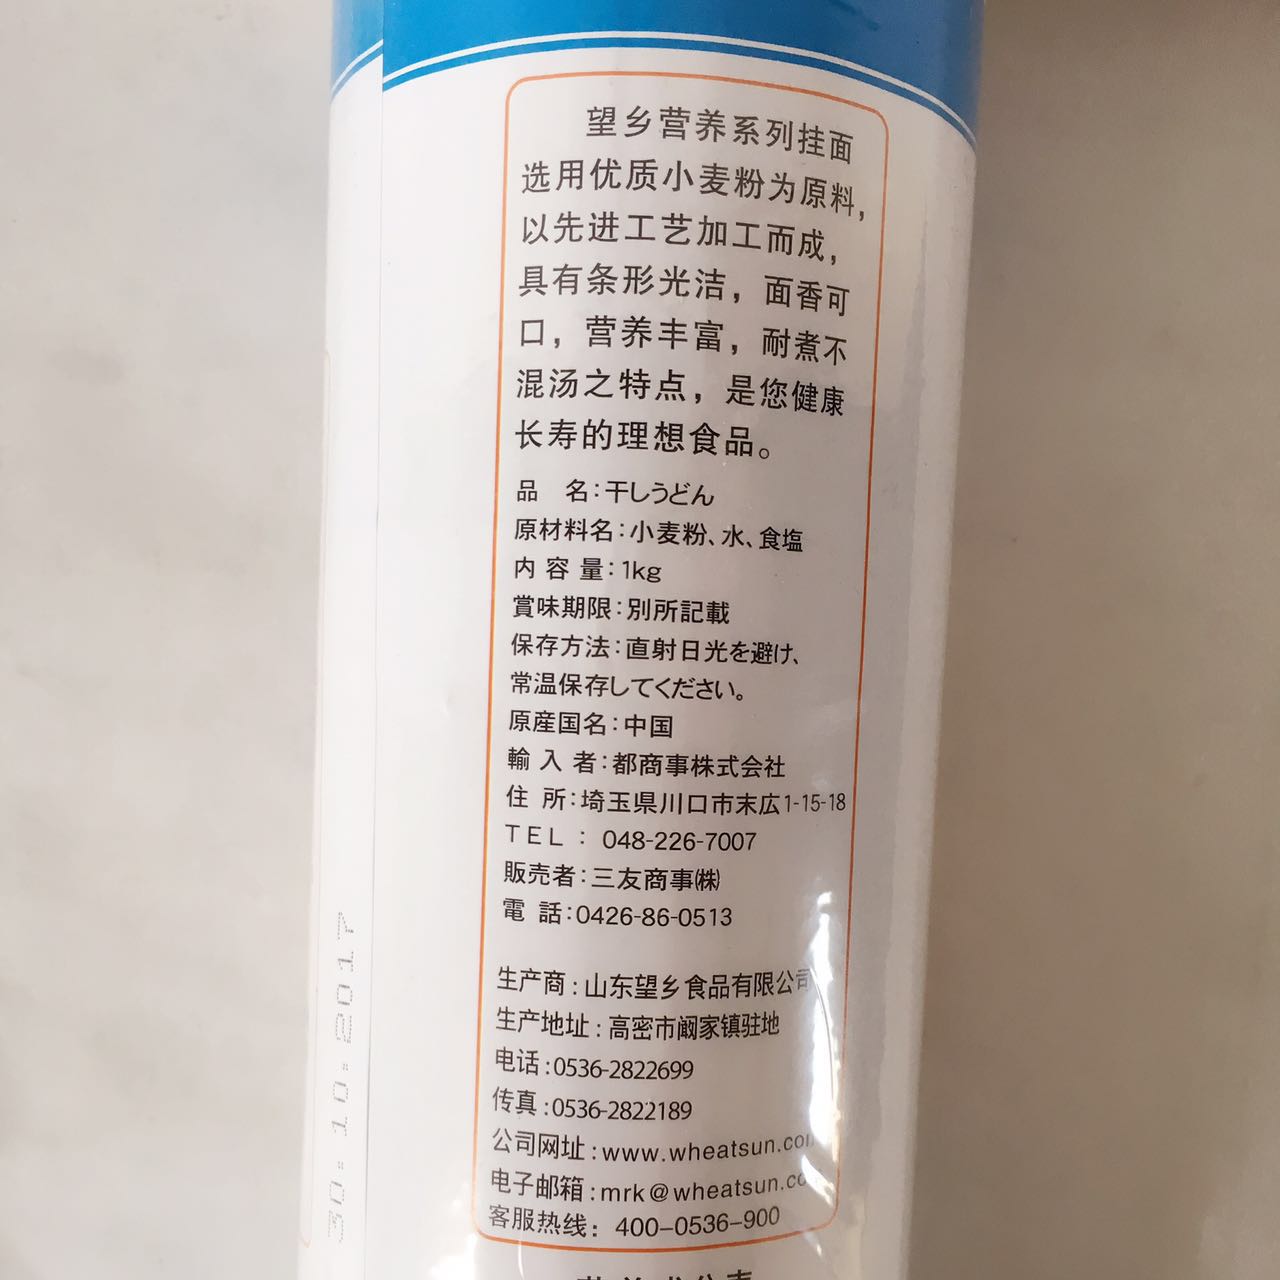 望乡营养系列挂面
选用优质小麦粉为原料，
以先进工艺加工而成，
具有条形光洁，面香可
口，营养丰富，耐煮不
混汤之特点，是您健康
长寿的理想食品。
品 名：干しうどん
原材料名：小麦粉、水、食塩
内 容 量：1kg
賞味期限：別所記載
保存方法：直射日光を避け、
常温保存してください。
原産国名：中国
輸 入 者：都商事株式会社
住 所：埼玉県川口市末広1-15-18
TEL： 048-226-7007
販売者：三友商事㈱
電 話：0426-86-0513
生产商：山东望乡食品有限公司
生产地址：高密市阚家镇驻地
电话：0536-2822699
传真：0536-2822189
公司网址：www.wheatsun.com
电子邮箱：mrk@wheatsun.co
客服热线：400-0536-900
30.10.2017